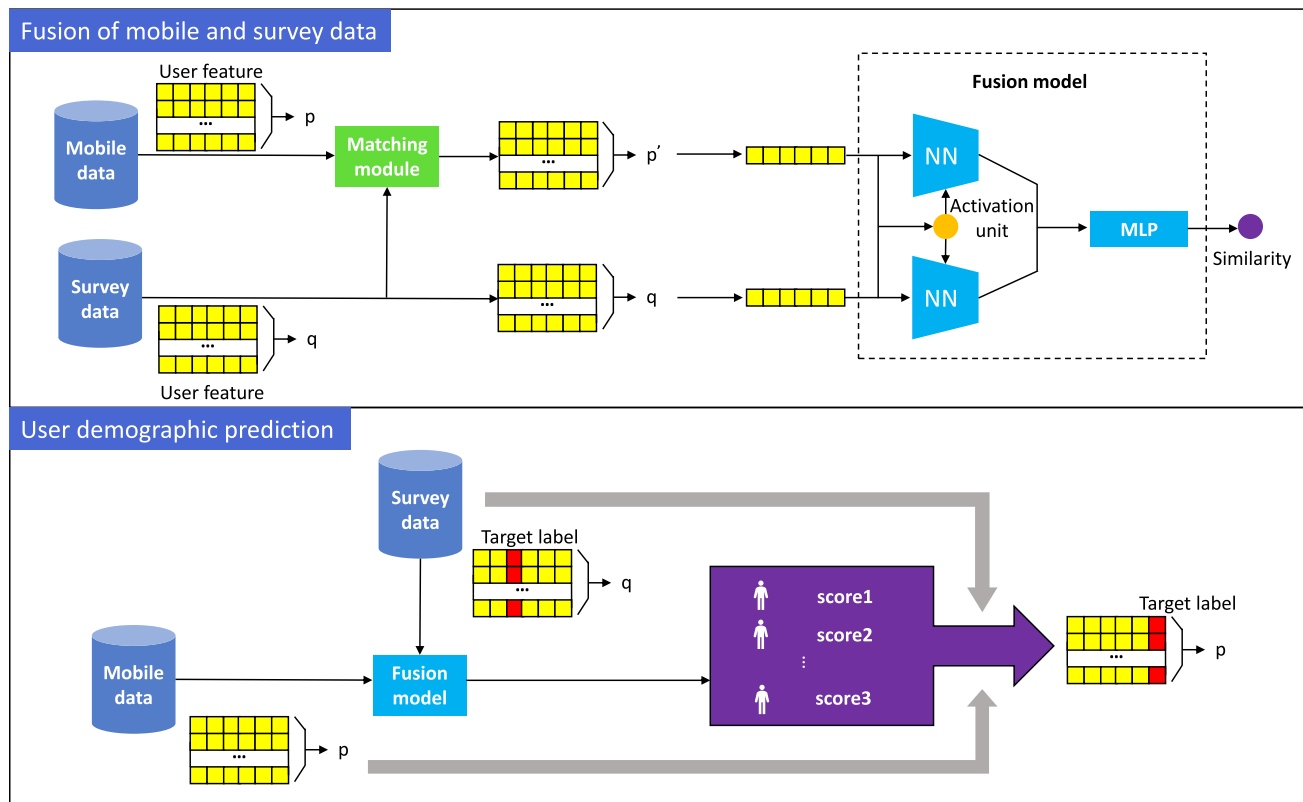 Fusion of mobile and survey data
User feature
...
p
Mobile
data
Matching
module
...
p'
Fusion model
NN
Activation
unit
NN
MLP
Similarity
Survey
data
...
q
...
q
User feature
User demographic prediction
Survey
data
Target label
...
q
Mobile
data
Fusion
model
...
p
score1
score2
...
score3
Target label
...
p